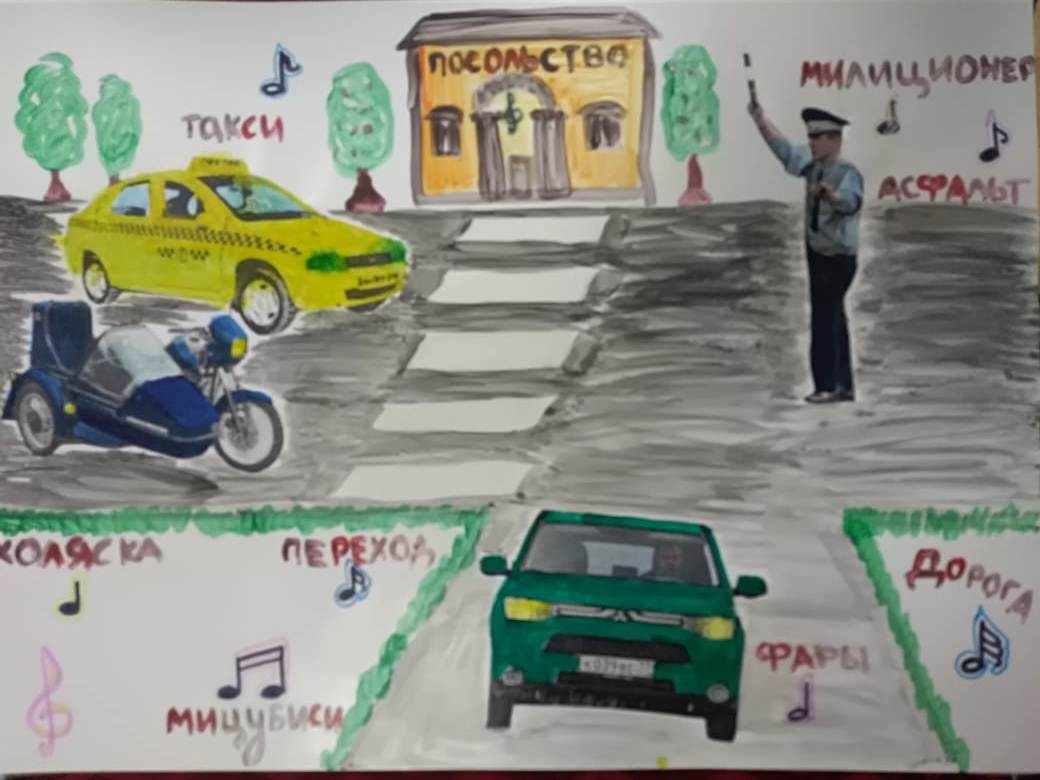 ПОСОЛЬСТВО
МИЛИЦИОНЕР
ТАКСИ
АСФАЛЬТ
КОЛЯСКА
ПЕРЕХОД
ДОРОГА
ФАРЫ
МИЦУБИСИ